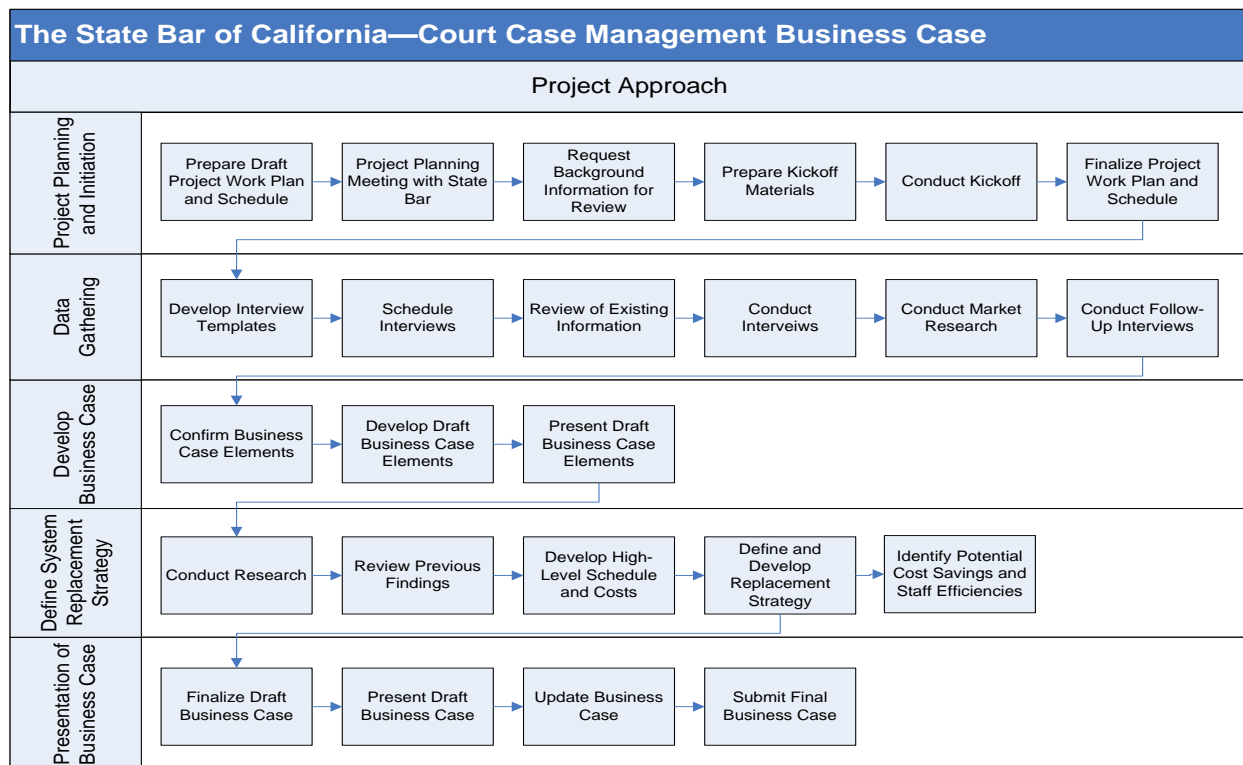 The State Bar of California—Court Case Management Business Case
Project Approach
Project Planning
and Initiation
Prepare Draft
Project Work Plan
and Schedule
Project Planning
Meeting with State
Bar
Request
Background
Information for
Review
Prepare Kickoff
Materials
Conduct Kickoff
Finalize Project
Work Plan and
Schedule
Data
Gathering
Develop Interview
Templates
Schedule
Interviews
Review of Existing
Information
Conduct
Interveiws
Conduct Market
Research
Conduct Follow-
Up Interviews
Develop
Business Case
Confirm Business
Case Elements
Develop Draft
Business Case
Elements
Present Draft
Business Case
Elements
Define System
Replacement
Strategy
Conduct Research
Review Previous
Findings
Develop High-
Level Schedule
and Costs
Define and
Develop
Replacement
Strategy
Identify Potential
Cost Savings and
Staff Efficiencies
Presentation of
Business Case
Finalize Draft
Business Case
Present Draft
Business Case
Update Business
Case
Submit Final
Business Case